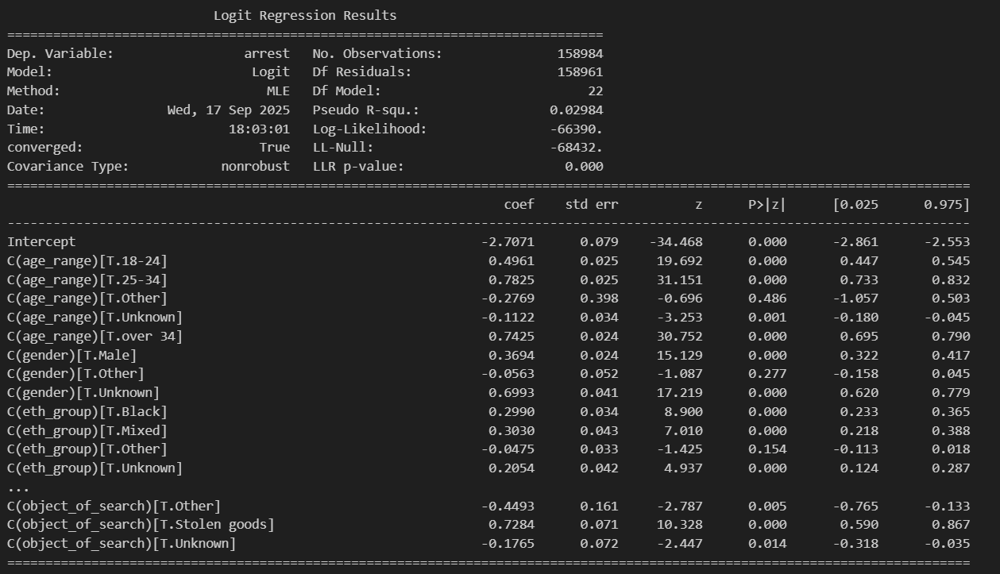 Logit Regression Results
==============================================================================
Dep. Variable: arrest No. Observations: 158984
Model: Logit Df Residuals: 158961
Method: MLE Df Model: 22
Date: Wed, 17 Sep 2025 Pseudo R-squ.: 0.02984
Time: 18:03:01 Log-Likelihood: -66390.
converged: True LL-Null: -68432.
Covariance Type: nonrobust LLR p-value: 0.000
==============================================================================================================================
coef std err z P>|z| [0.025 0.975]
------------------------------------------------------------------------------------------------------------------------------
Intercept -2.7071 0.079 -34.468 0.000 -2.861 -2.553
C(age_range)[T.18-24] 0.4961 0.025 19.692 0.000 0.447 0.545
C(age_range)[T.25-34] 0.7825 0.025 31.151 0.000 0.733 0.832
C(age_range)[T.Other] -0.2769 0.398 -0.696 0.486 -1.057 0.503
C(age_range)[T.Unknown] -0.1122 0.034 -3.253 0.001 -0.180 -0.045
C(age_range)[T.over 34] 0.7425 0.024 30.752 0.000 0.695 0.790
C(gender)[T.Male] 0.3694 0.024 15.129 0.000 0.322 0.417
C(gender)[T.Other] -0.0563 0.052 -1.087 0.277 -0.158 0.045
C(gender)[T.Unknown] 0.6993 0.041 17.219 0.000 0.620 0.779
C(eth_group)[T.Black] 0.2990 0.034 8.900 0.000 0.233 0.365
C(eth_group)[T.Mixed] 0.3030 0.043 7.010 0.000 0.218 0.388
C(eth_group)[T.Other] -0.0475 0.033 -1.425 0.154 -0.113 0.018
C(eth_group)[T.Unknown] 0.2054 0.042 4.937 0.000 0.124 0.287
...
C(object_of_search)[T.Other] -0.4493 0.161 -2.787 0.005 -0.765 -0.133
C(object_of_search)[T.Stolen goods] 0.7284 0.071 10.328 0.000 0.590 0.867
C(object_of_search)[T.Unknown] -0.1765 0.072 -2.447 0.014 -0.318 -0.035
==============================================================================================================================